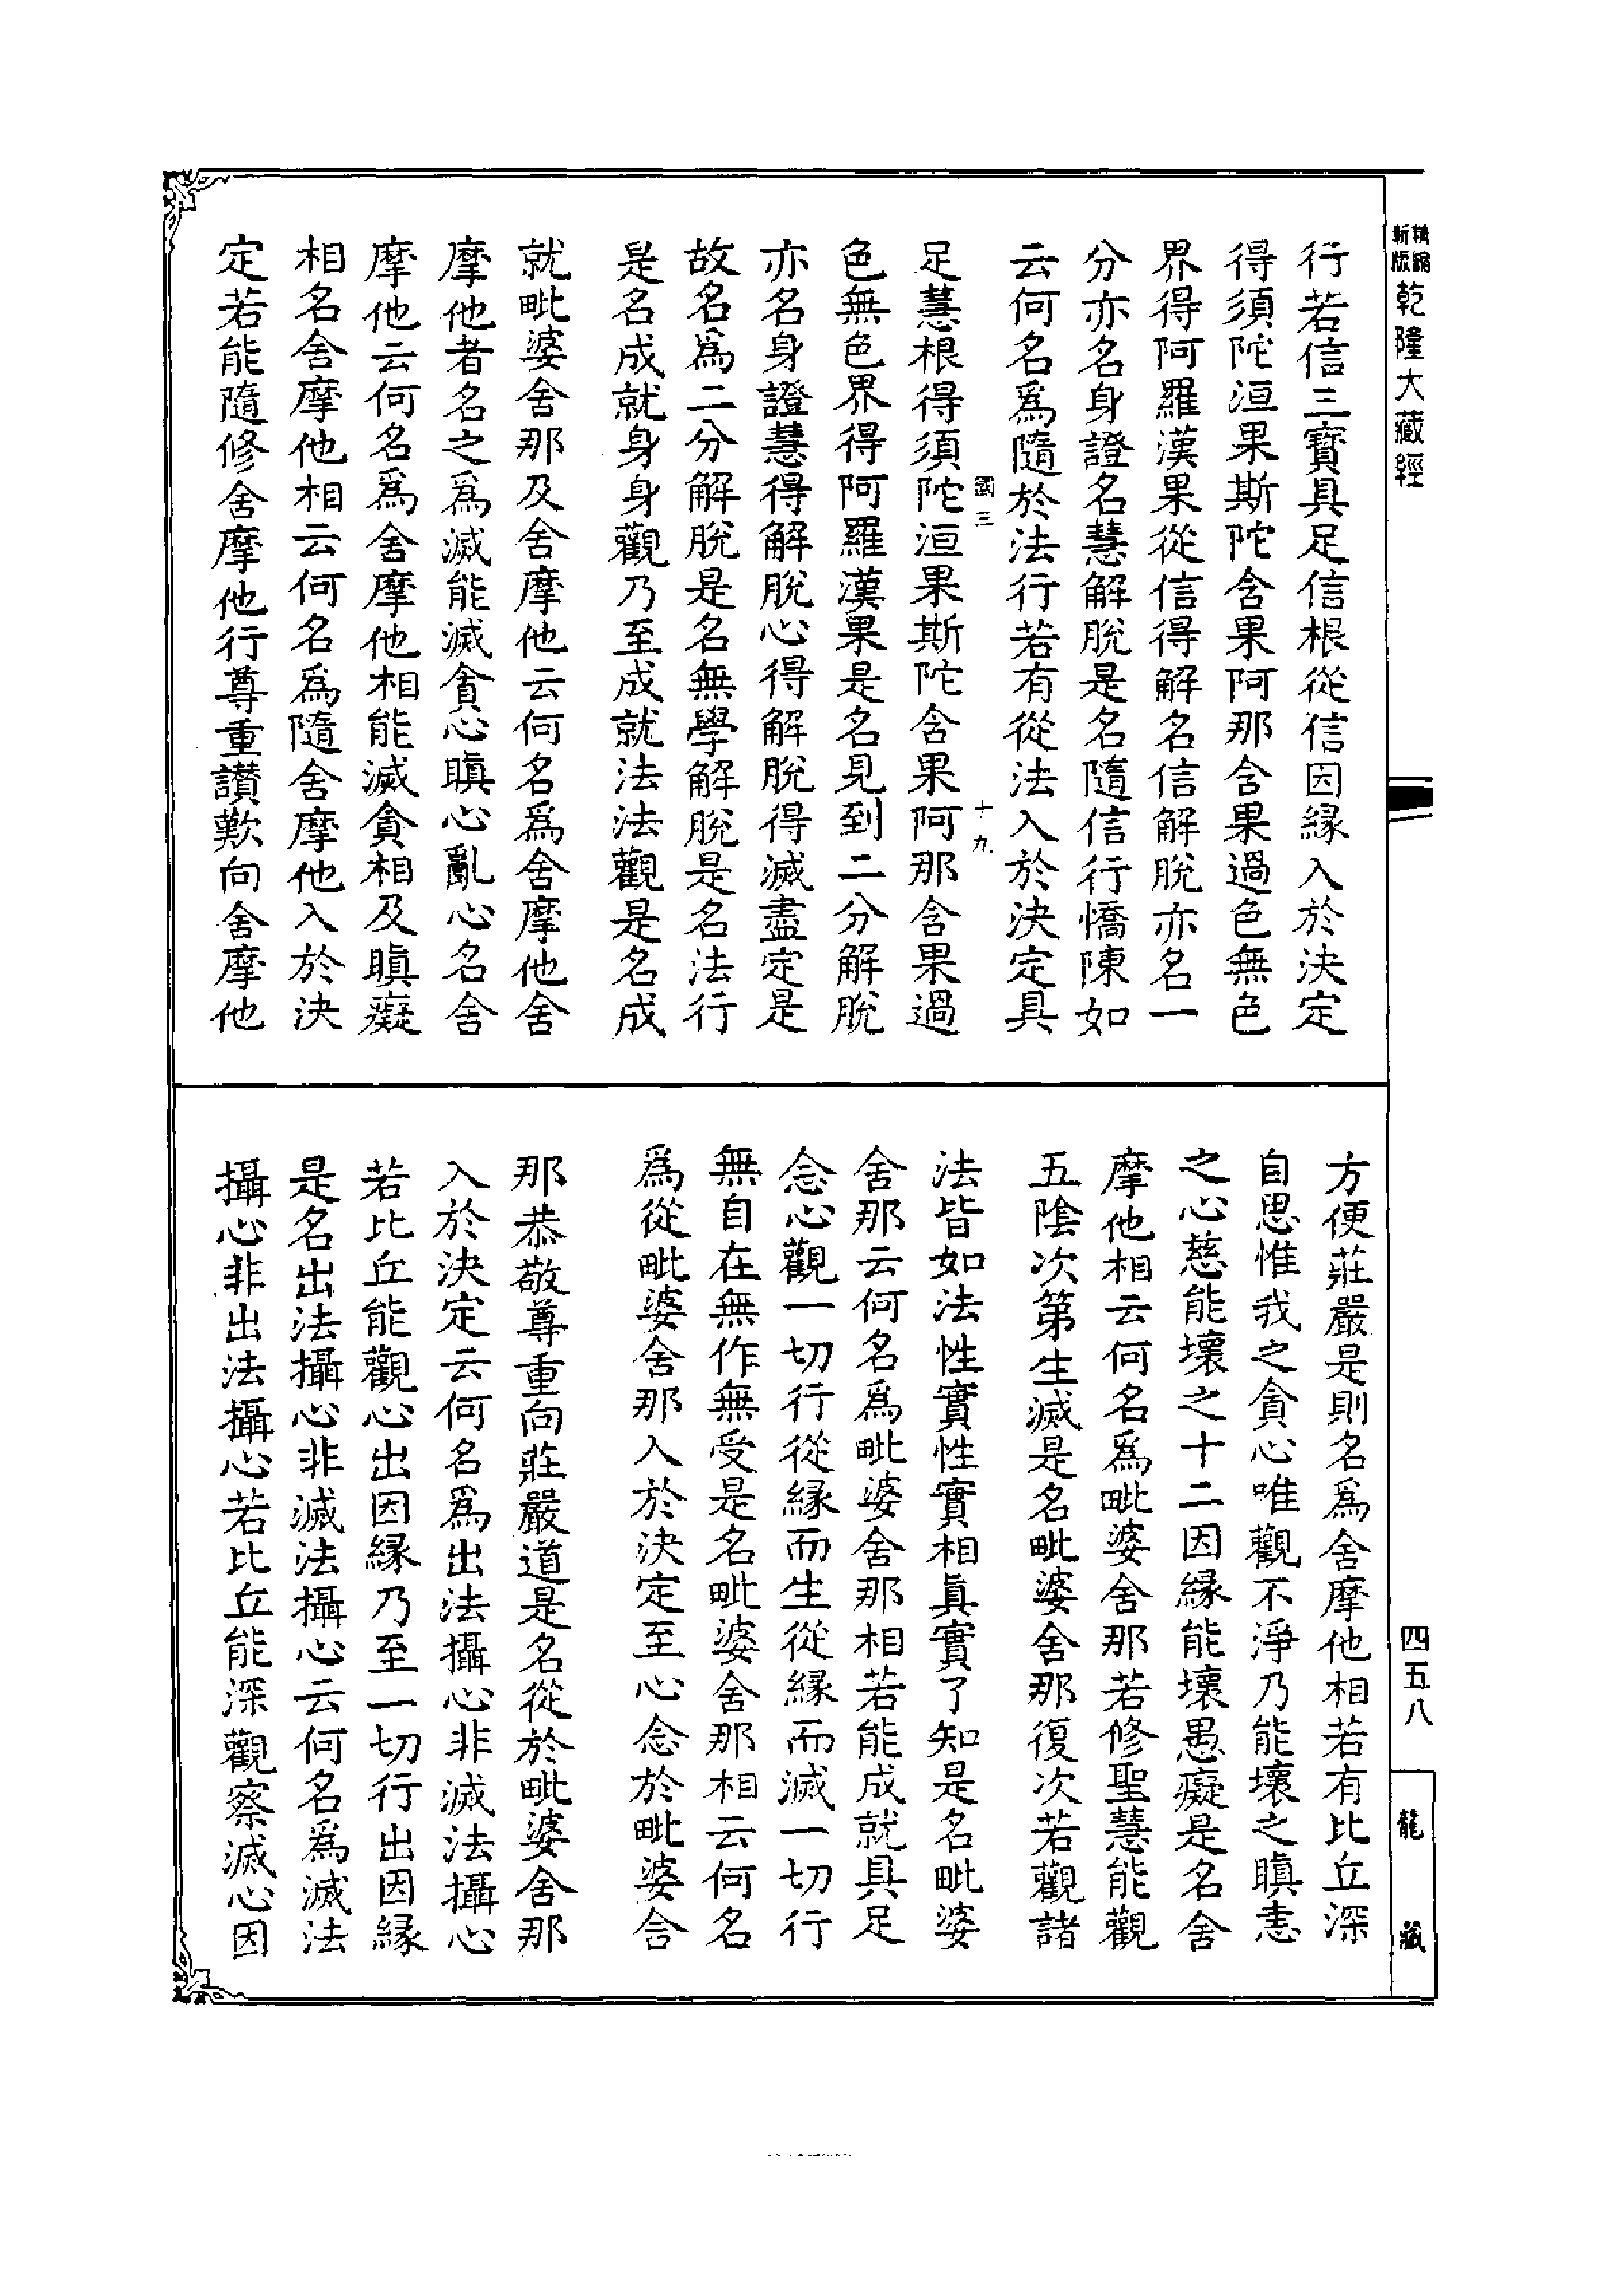 新版
精縮
乾隆大藏經
行若信三寶具足信根從信因緣入於決定
得須陀洹果斯陀含果阿那含果過色無色
界得阿羅漢果從信得解名信解脫亦名一
分亦名身證名慧解脫是名隨信行憍陳如
云何名爲隨於法行若有從法入於決定具
國三 十九
足慧根得須陀洹果斯陀含果阿那含果過
色無色界得阿羅漢果是名見到二分解脫
亦名身證慧得解脫心得解脫得滅盡定是
故名爲二分解脫是名無學解脫是名法行
是名成就身身觀乃至成就法法觀是名成
就毗婆舍那及舍摩他云何名爲舍摩他舍
摩他者名之爲滅能滅貪心瞋心亂心名舍
摩他云何名爲舍摩他相能滅貪相及瞋癡
相名舍摩他相云何名爲隨舍摩他入於決
定若能隨修舍摩他行尊重讚歎向舍摩他
方便莊嚴是則名爲舍摩他相若有比丘深
自思惟我之貪心唯觀不淨乃能壞之瞋恚
之心慈能壞之十二因緣能壞愚癡是名舍
摩他相云何名爲毗婆舍那若修聖慧能觀
五陰次第生滅是名毗婆舍那復次若觀諸
法皆如法性實性實相真實了知是名毗婆
舍那云何名爲毗婆舍那相若能成就具足
念心觀一切行從緣而生從緣而滅一切行
無自在無作無受是名毗婆舍那相云何名
爲從毗婆舍那入於決定至心念於毗婆舍
那恭敬尊重向莊嚴道是名從於毗婆舍那
入於決定云何名爲出法攝心非滅法攝心
若比丘能觀心出因緣乃至一切行出因緣
是名出法攝心非滅法攝心云何名爲滅法
攝心非出法攝心若比丘能深觀察滅心因
四五八
龍藏